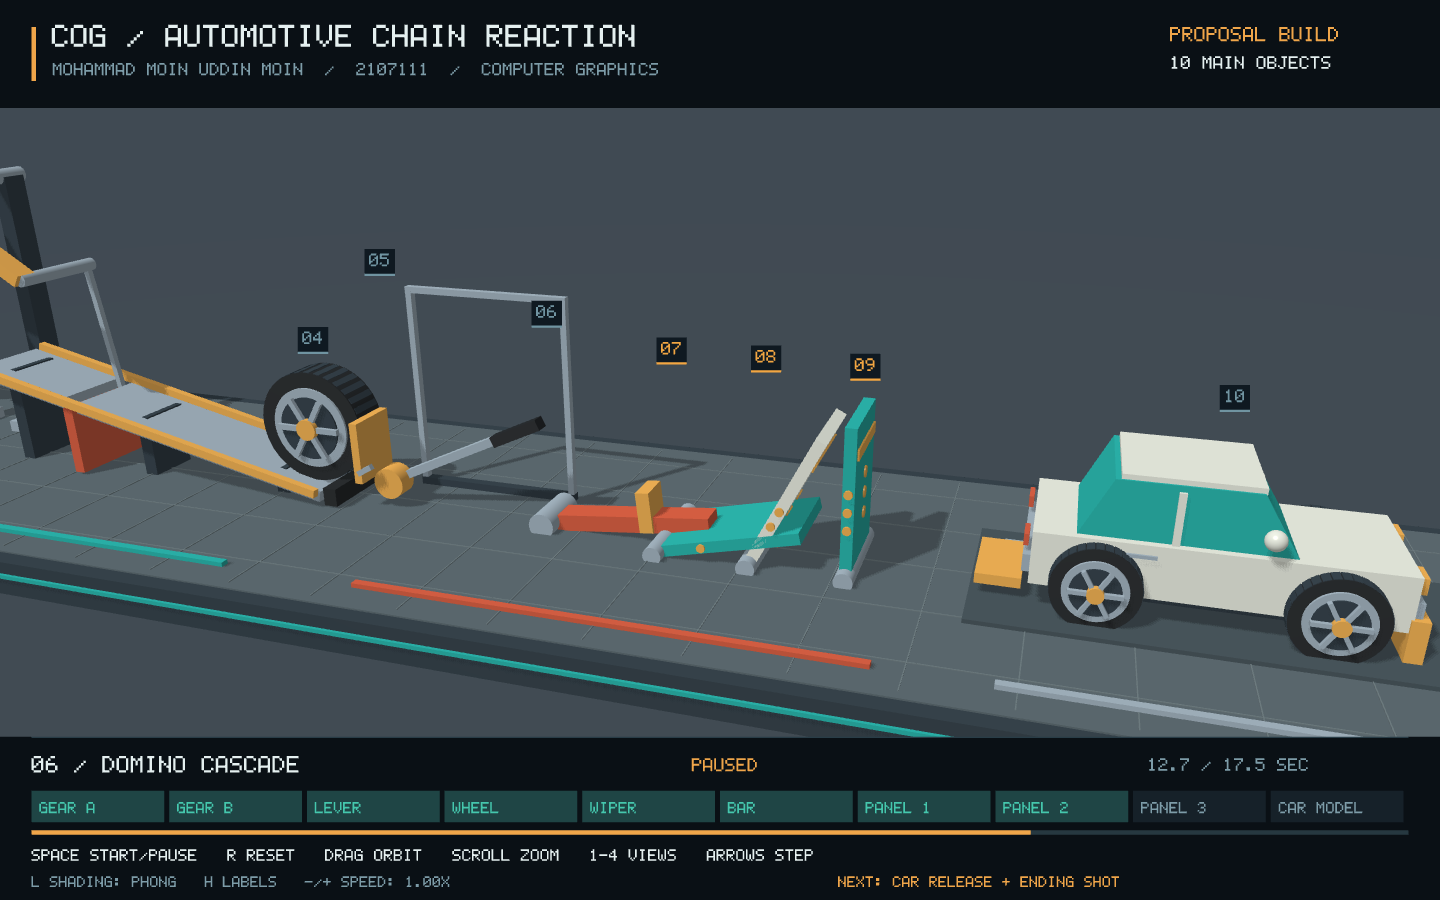 COG / AUTOMOTIVE CHAIN REACTION
MOHAMMAD MOIN UDDIN MOIN / 2107111 / COMPUTER GRAPHICS
PROPOSAL BUILD
10 MAIN OBJECTS
05
06
04
07
08
09
10
06 / DOMINO CASCADE
PAUSED
12.7 / 17.5 SEC
GEAR A
GEAR B
LEVER
WHEEL
WIPER
BAR
PANEL 1
PANEL 2
PANEL 3
CAR MODEL
SPACE START/PAUSE R RESET DRAG ORBIT SCROLL ZOOM 1-4 VIEWS ARROWS STEP
L SHADING: PHONG H LABELS -/+ SPEED: 1.00X
NEXT: CAR RELEASE + ENDING SHOT